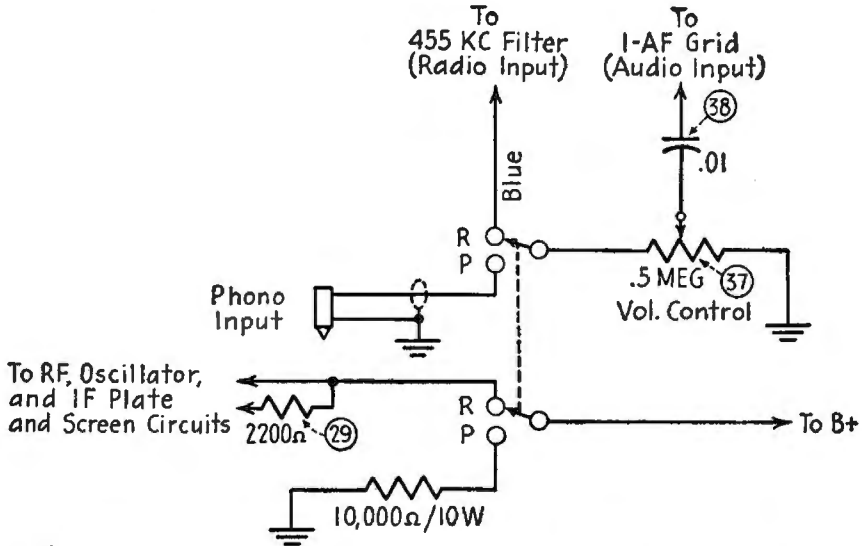 To
455 KC Filter
(Radio Input)
To
1-AF Grid
(Audio Input)
38
.01
Blue
R
P
.5 MEG
37
Vol. Control
Phono
Input
To RF, Oscillator,
and IF Plate
and Screen Circuits
2200Ω
29
R
P
To B+
10,000Ω/10W